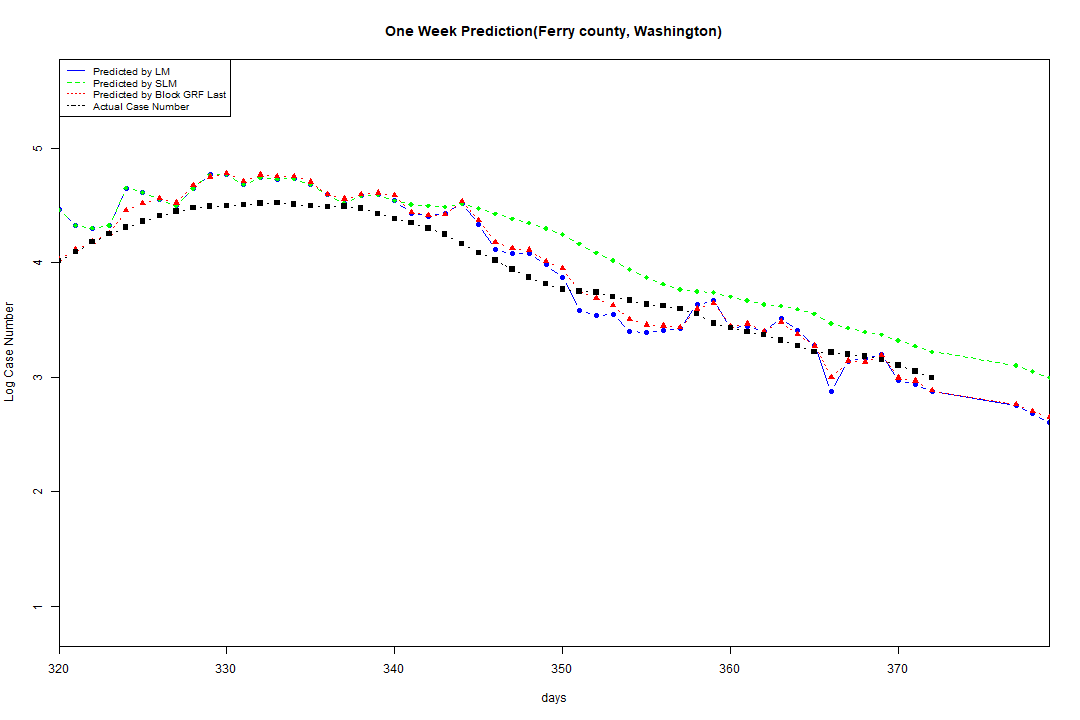 One Week Prediction(Ferry county, Washington)
Predicted by LM
Predicted by SLM
Predicted by Block GRF Last
Actual Case Number
5
4
3
2
1
Log Case Number
320 330 340 350 360 370
days